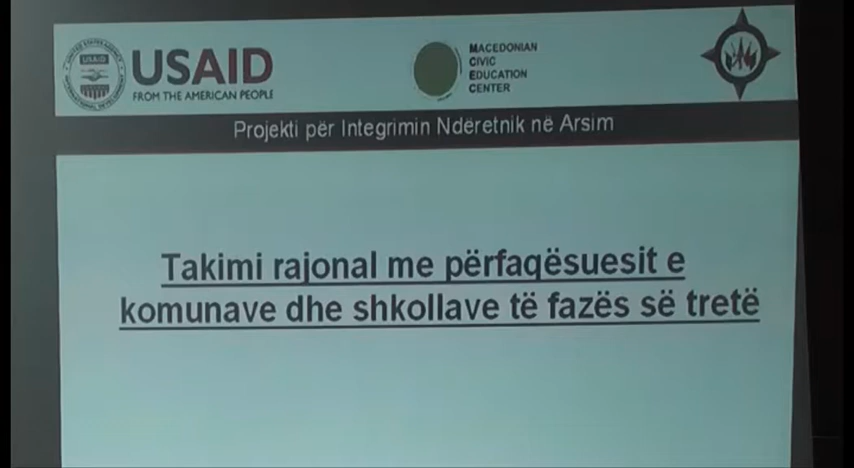 USAID
FROM THE AMERICAN PEOPLE
MACEDONIAN
CIVIC
EDUCATION
CENTER
Projekti për Integrimin Ndëretnik në Arsim
Takimi rajonal me përfaqësuesit e
komunave dhe shkollave të fazës së tretë